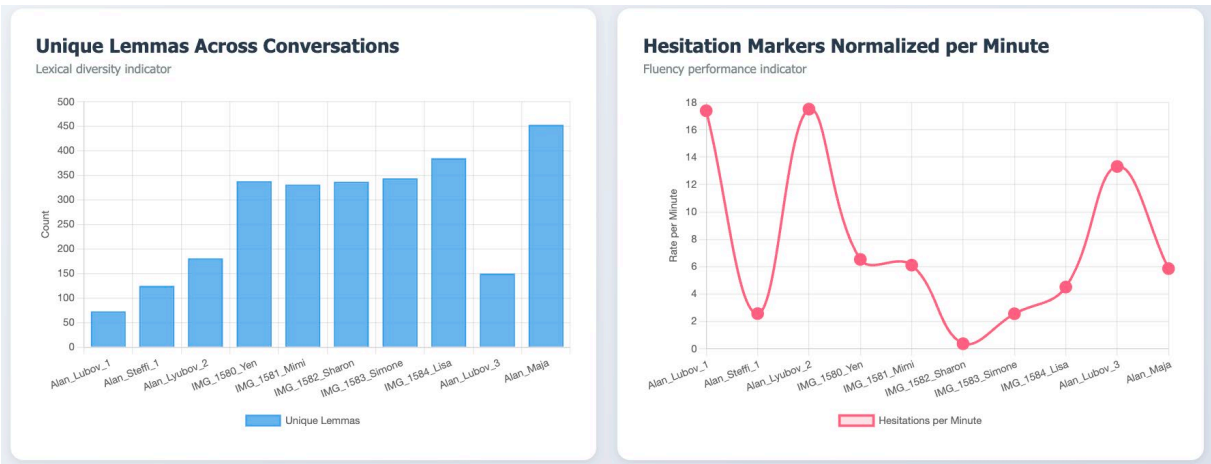 Unique Lemmas Across Conversations
Lexical diversity indicator
500
450
400
350
300
250
200
150
100
50
0
Count
Alan_Lubov_1
Alan_Steffi_1
Alan_Lyubov_2
IMG_1580_Yen
IMG_1581_Mimi
IMG_1582_Sharon
IMG_1583_Simone
IMG_1584_Lisa
Alan_Lubov_3
Alan_Maja
Unique Lemmas
Hesitation Markers Normalized per Minute
Fluency performance indicator
18
16
14
12
10
8
6
4
2
0
Rate per Minute
Alan_Lubov_1
Alan_Steffi_1
Alan_Lyubov_2
IMG_1580_Yen
IMG_1581_Mimi
IMG_1582_Sharon
IMG_1583_Simone
IMG_1584_Lisa
Alan_Lubov_3
Alan_Maja
Hesitations per Minute